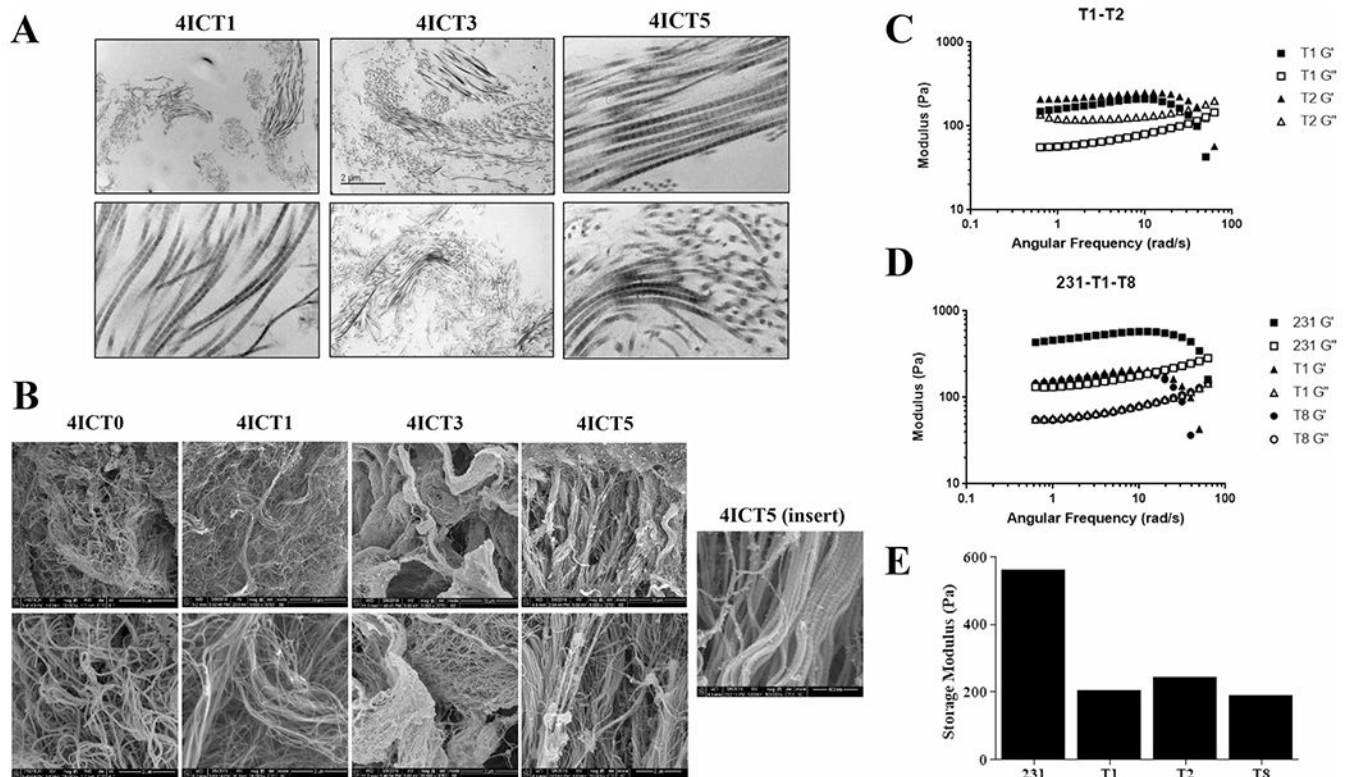 A
4ICT1 4ICT3 4ICT5
2 µm
B
4ICT0 4ICT1 4ICT3 4ICT5
4ICT5 (insert)
C
T1-T2
Modulus (Pa)
1000
100
10
0.1 1 10 100
Angular Frequency (rad/s)
T1 G'
T1 G"
T2 G'
T2 G"
D
231-T1-T8
Modulus (Pa)
1000
100
10
0.1 1 10 100
Angular Frequency (rad/s)
231 G'
231 G"
T1 G'
T1 G"
T8 G'
T8 G"
E
Storage Modulus (Pa)
600
400
200
0
231 T1 T2 T8